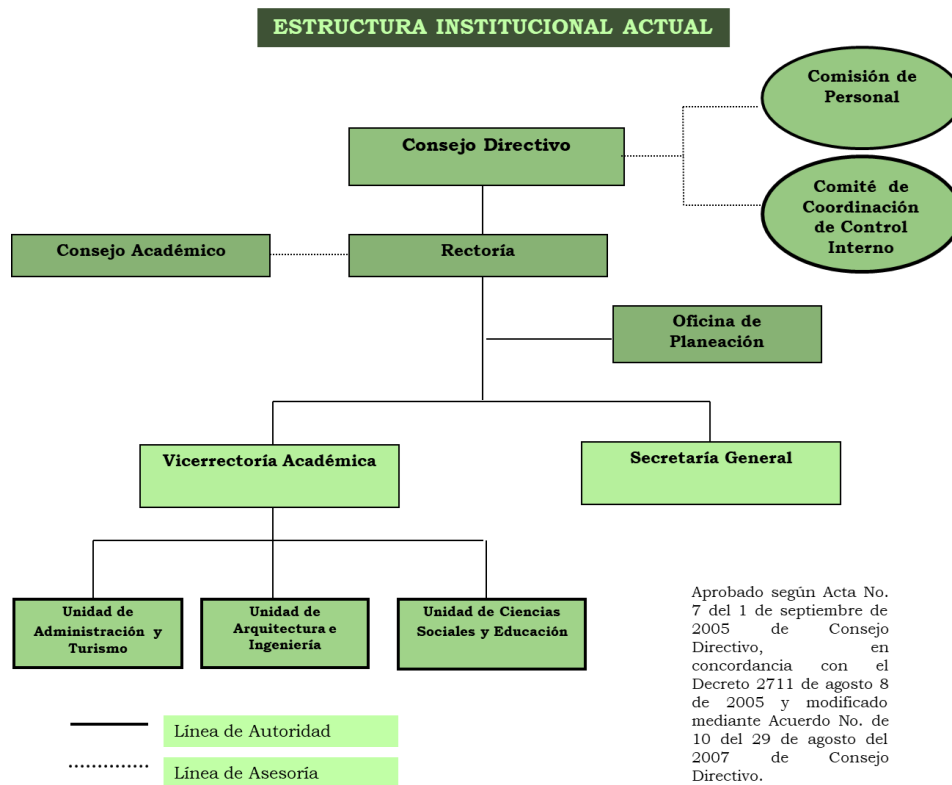 ESTRUCTURA INSTITUCIONAL ACTUAL
Comisión de
Personal
Consejo Directivo
Comité de
Coordinación
de Control
Interno
Consejo Académico
Rectoría
Oficina de
Planeación
Vicerrectoría Académica
Secretaría General
Unidad de
Administración y
Turismo
Unidad de
Arquitectura e
Ingeniería
Unidad de Ciencias
Sociales y Educación
Aprobado según Acta No.
7 del 1 de septiembre de
2005 de Consejo
Directivo, en
concordancia con el
Decreto 2711 de agosto 8
de 2005 y modificado
mediante Acuerdo No. de
10 del 29 de agosto del
2007 de Consejo
Directivo.
Línea de Autoridad
Línea de Asesoría